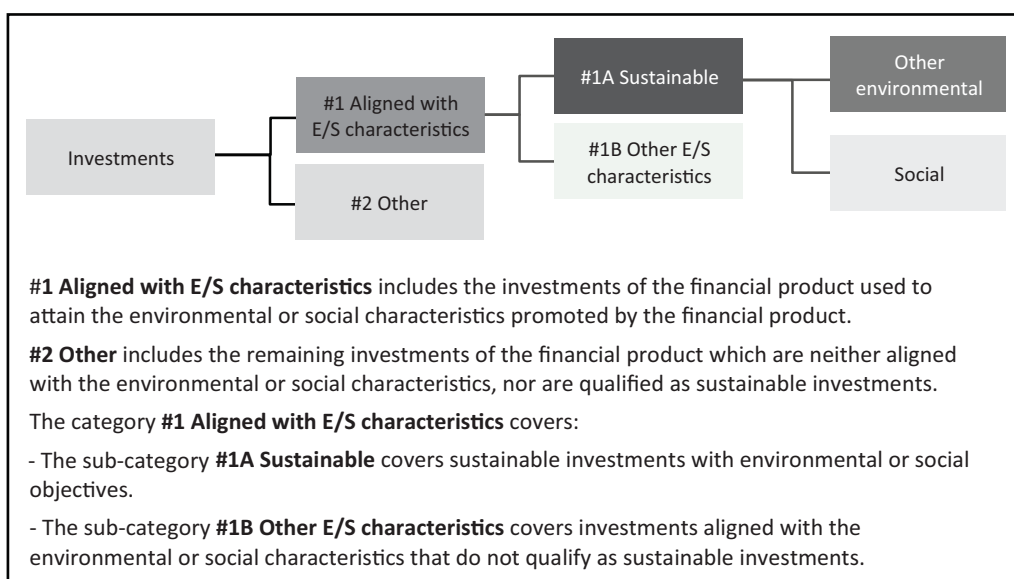 Investments
#1 Aligned with
E/S characteristics
#2 Other
#1A Sustainable
#1B Other E/S
characteristics
Other
environmental
Social
#1 Aligned with E/S characteristics includes the investments of the financial product used to
attain the environmental or social characteristics promoted by the financial product.
#2 Other includes the remaining investments of the financial product which are neither aligned
with the environmental or social characteristics, nor are qualified as sustainable investments.
The category #1 Aligned with E/S characteristics covers:
- The sub-category #1A Sustainable covers sustainable investments with environmental or social
objectives.
- The sub-category #1B Other E/S characteristics covers investments aligned with the
environmental or social characteristics that do not qualify as sustainable investments.